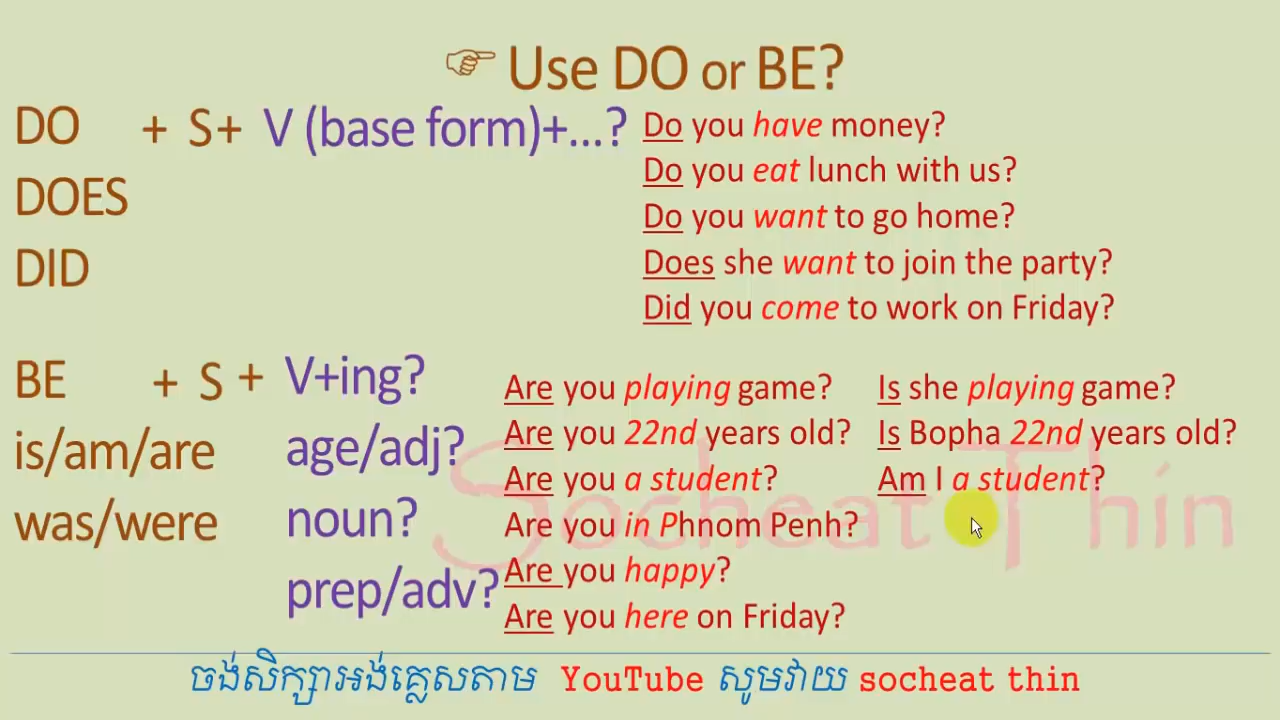 ☞ Use DO or BE?
DO + S+ V (base form)+...?
DOES
DID
Do you have money?
Do you eat lunch with us?
Do you want to go home?
Does she want to join the party?
Did you come to work on Friday?
BE + S + V+ing?
is/am/are age/adj?
was/were noun?
prep/adv?
Are you playing game?
Are you 22nd years old?
Are you a student?
Are you in Phnom Penh?
Are you happy?
Are you here on Friday?
Is she playing game?
Is Bopha 22nd years old?
Am I a student?
Socheat Thin
ចង់សិក្សាអង់គ្លេសតាម YouTube សូមវាយ socheat thin